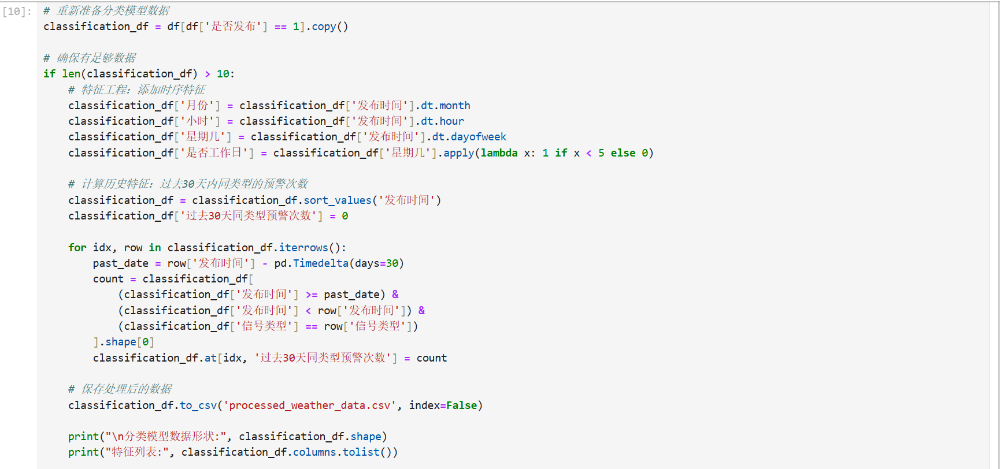 [10]:
# 重新准备分类模型数据
classification_df = df[df['是否发布'] == 1].copy()
# 确保有足够数据
if len(classification_df) > 10:
    # 特征工程：添加时序特征
    classification_df['月份'] = classification_df['发布时间'].dt.month
    classification_df['小时'] = classification_df['发布时间'].dt.hour
    classification_df['星期几'] = classification_df['发布时间'].dt.dayofweek
    classification_df['是否工作日'] = classification_df['星期几'].apply(lambda x: 1 if x < 5 else 0)
    # 计算历史特征：过去30天内同类型的预警次数
    classification_df = classification_df.sort_values('发布时间')
    classification_df['过去30天同类型预警次数'] = 0
    for idx, row in classification_df.iterrows():
        past_date = row['发布时间'] - pd.Timedelta(days=30)
        count = classification_df[
            (classification_df['发布时间'] >= past_date) &
            (classification_df['发布时间'] < row['发布时间']) &
            (classification_df['信号类型'] == row['信号类型'])
        ].shape[0]
        classification_df.at[idx, '过去30天同类型预警次数'] = count
    # 保存处理后的数据
    classification_df.to_csv('processed_weather_data.csv', index=False)
    print("\n分类模型数据形状:", classification_df.shape)
    print("特征列表:", classification_df.columns.tolist())